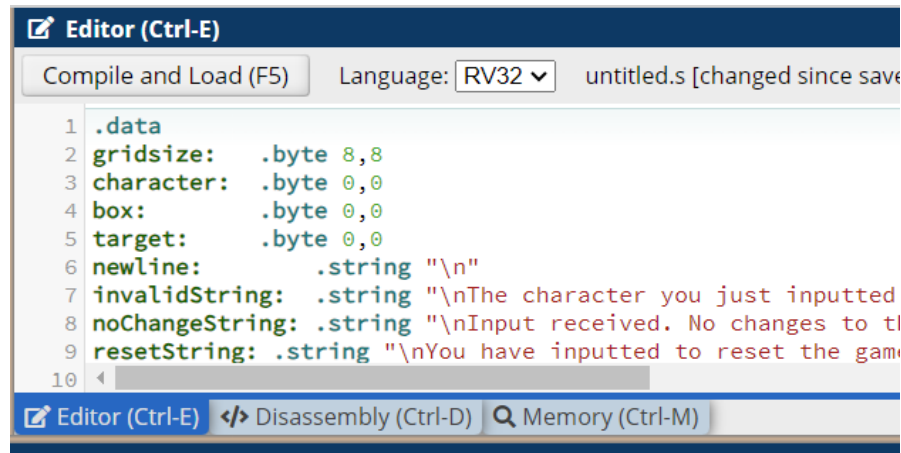 Editor (Ctrl-E)
Compile and Load (F5) Language: RV32 untitled.s [changed since save
1 .data
2 gridsize: .byte 8,8
3 character: .byte 0,0
4 box: .byte 0,0
5 target: .byte 0,0
6 newline: .string "\n"
7 invalidString: .string "\nThe character you just inputted
8 noChangeString: .string "\nInput received. No changes to th
9 resetString: .string "\nYou have inputted to reset the game
10
Editor (Ctrl-E) </> Disassembly (Ctrl-D) Memory (Ctrl-M)